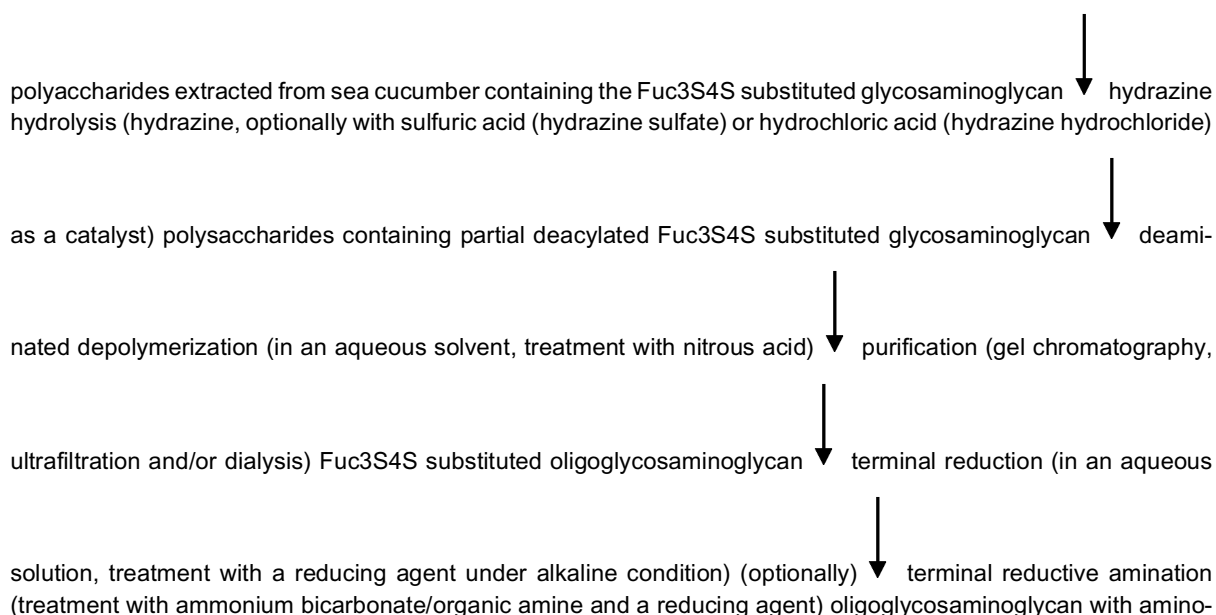 polyaccharides extracted from sea cucumber containing the Fuc3S4S substituted glycosaminoglycan hydrazine
hydrolysis (hydrazine, optionally with sulfuric acid (hydrazine sulfate) or hydrochloric acid (hydrazine hydrochloride)
as a catalyst) polysaccharides containing partial deacylated Fuc3S4S substituted glycosaminoglycan deami-
nated depolymerization (in an aqueous solvent, treatment with nitrous acid) purification (gel chromatography,
ultrafiltration and/or dialysis) Fuc3S4S substituted oligoglycosaminoglycan terminal reduction (in an aqueous
solution, treatment with a reducing agent under alkaline condition) (optionally) terminal reductive amination
(treatment with ammonium bicarbonate/organic amine and a reducing agent) oligoglycosaminoglycan with amino-